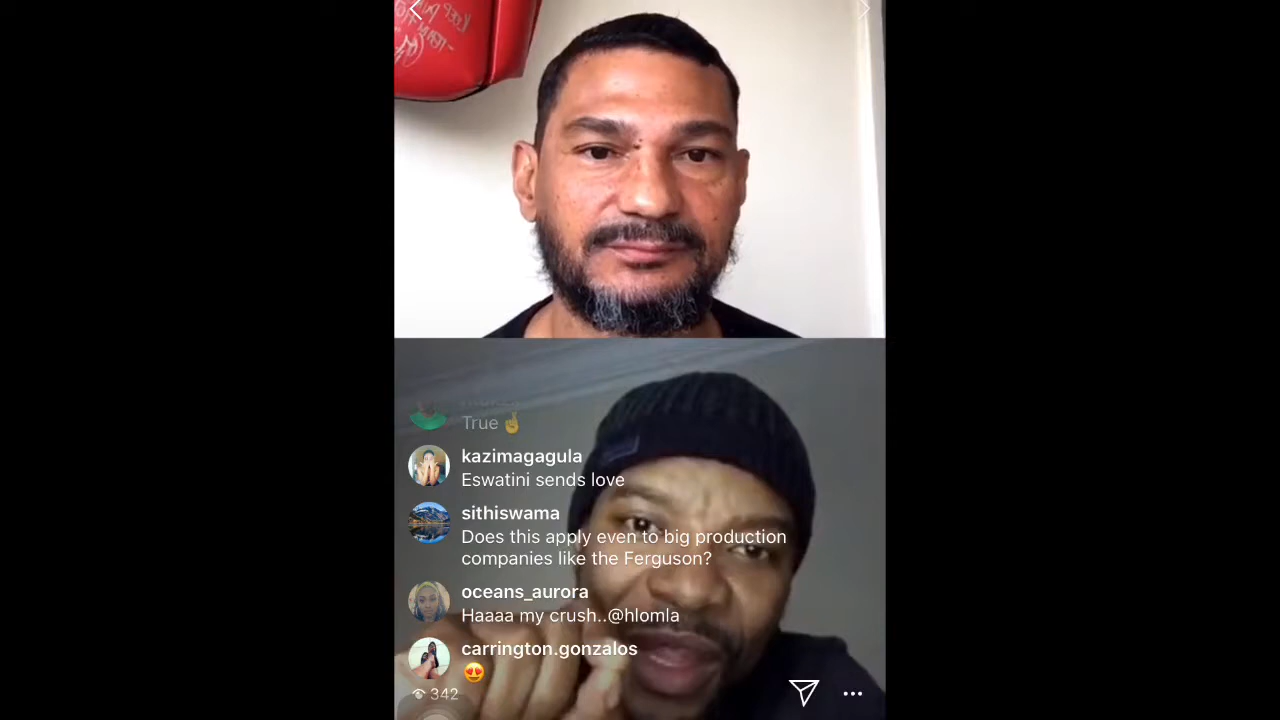 KEEP
True🤞
kazimagagula
Eswatini sends love
sithiswama
Does this apply even to big production
companies like the Ferguson?
oceans_aurora
Haaaa my crush..@hlomla
carrington.gonzalos
😍
342